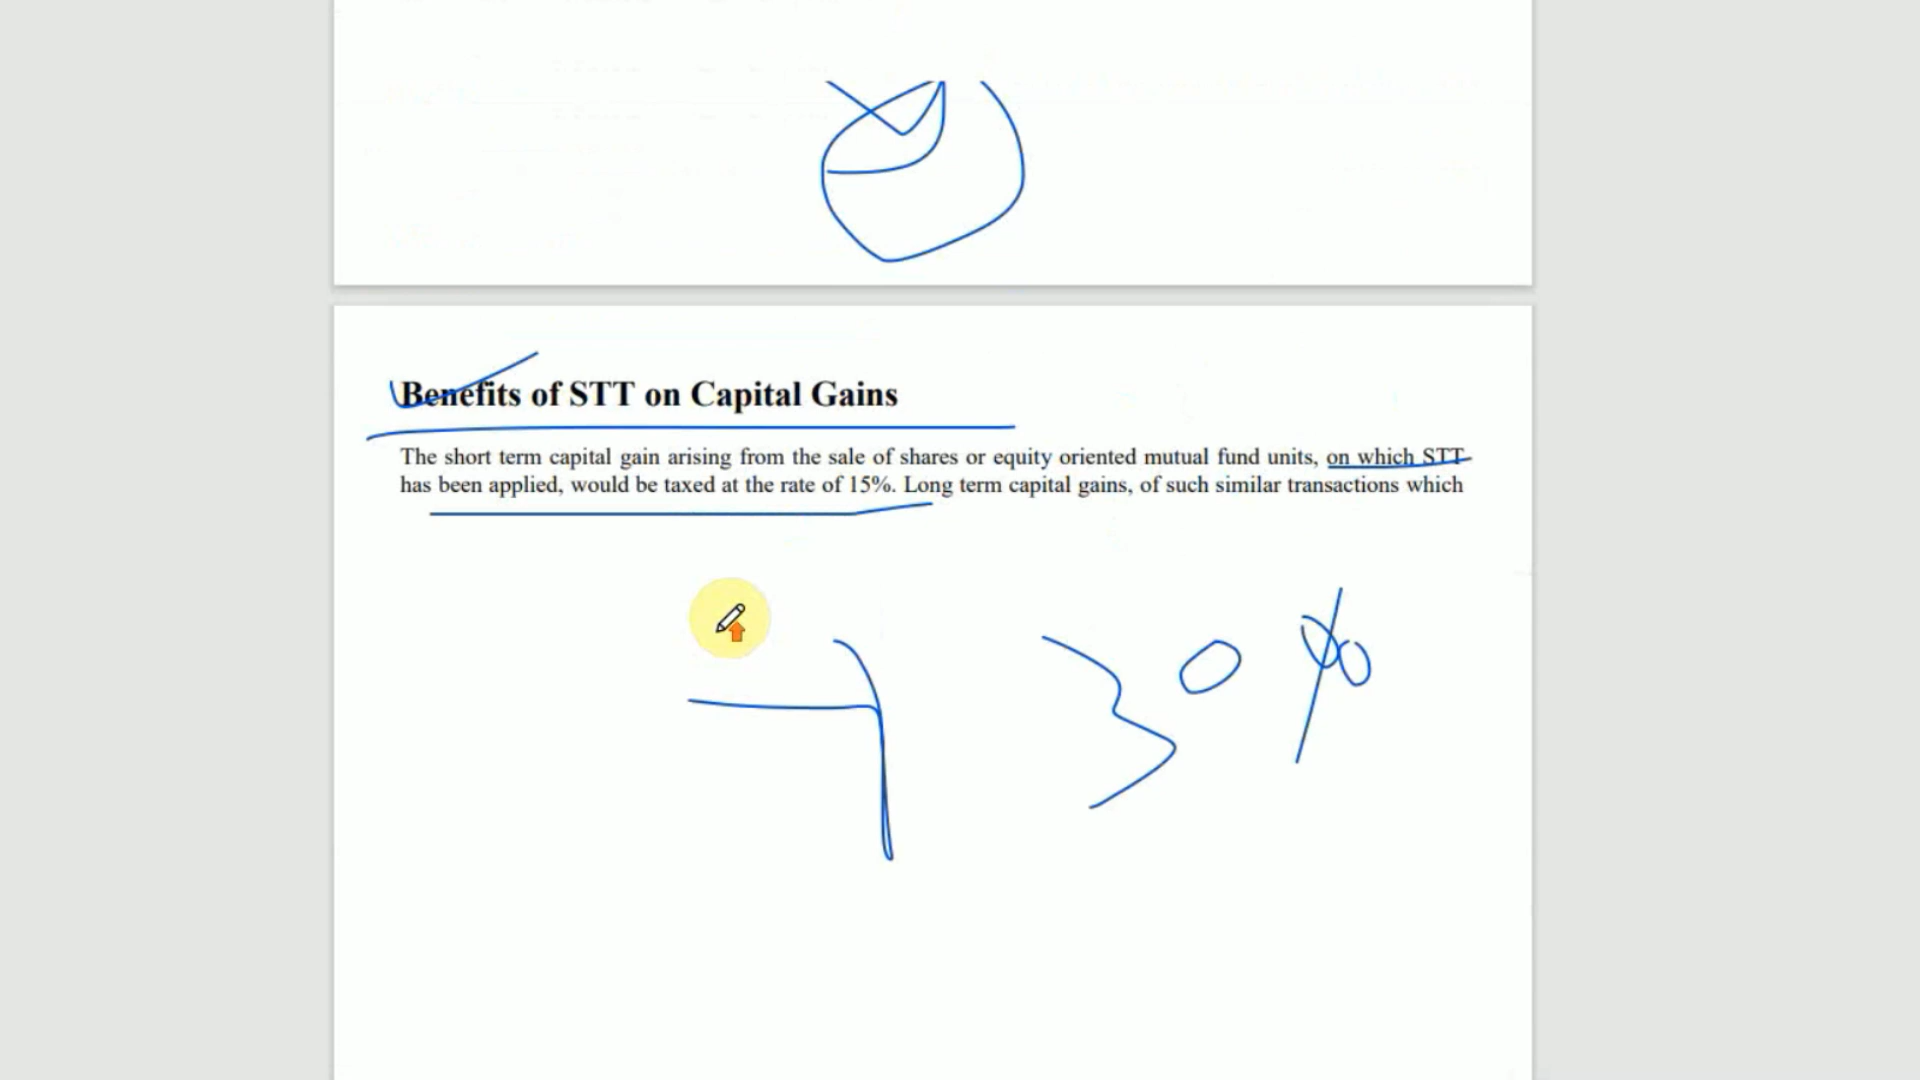 Benefits of STT on Capital Gains
The short term capital gain arising from the sale of shares or equity oriented mutual fund units, on which STT
has been applied, would be taxed at the rate of 15%. Long term capital gains, of such similar transactions which
30%